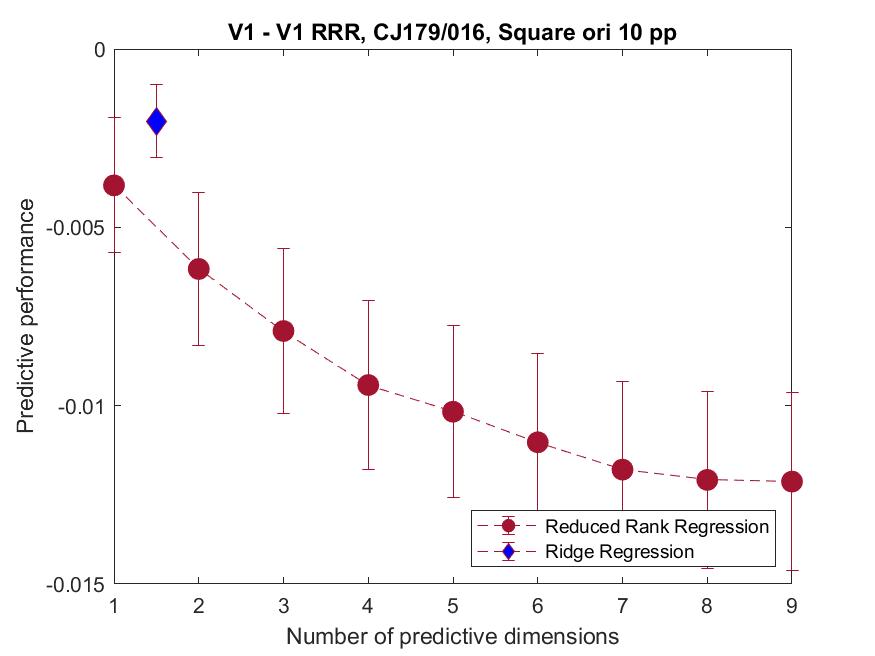 V1 - V1 RRR, CJ179/016, Square ori 10 pp
0
-0.005
-0.01
-0.015
Predictive performance
1 2 3 4 5 6 7 8 9
Number of predictive dimensions
Reduced Rank Regression
Ridge Regression